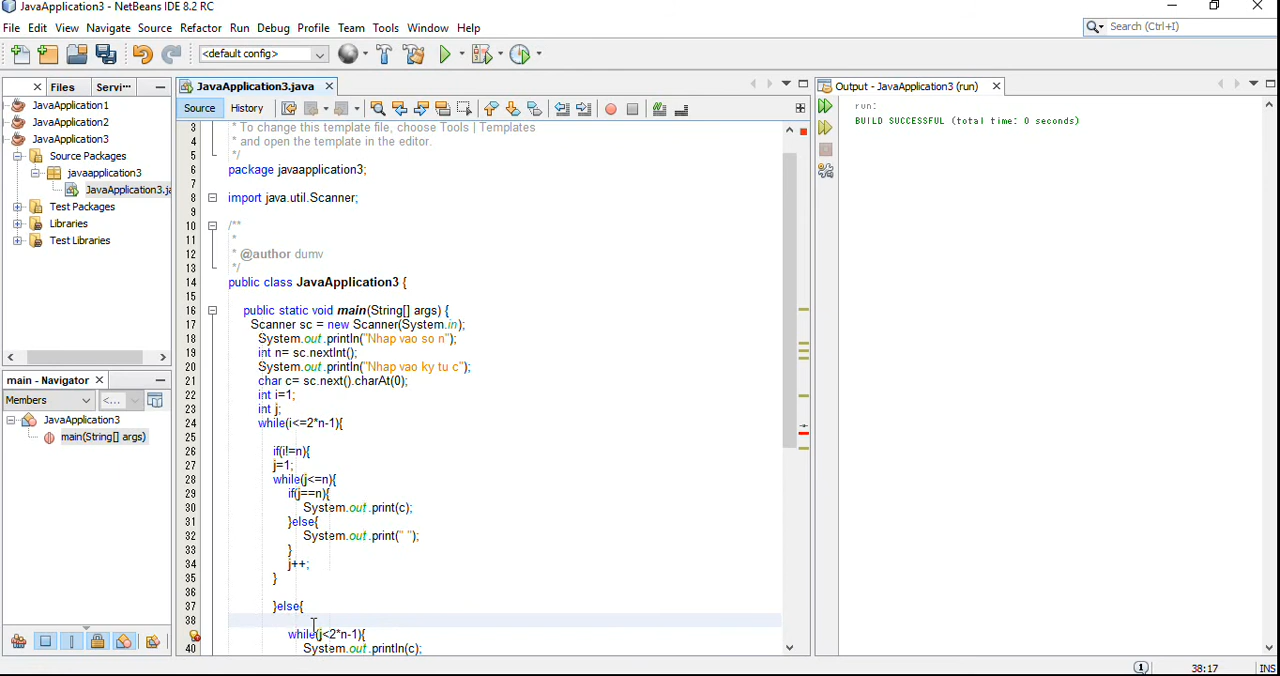 JavaApplication3 - NetBeans IDE 8.2 RC
File Edit View Navigate Source Refactor Run Debug Profile Team Tools Window Help
Search (Ctrl+I)
<default config>
Files Servi···
JavaApplication1
JavaApplication2
JavaApplication3
Source Packages
javaapplication3
JavaApplication3.ja
Test Packages
Libraries
Test Libraries
main - Navigator
Members <...
JavaApplication3
main(String[] args)
JavaApplication3.java
Source History
3 * To change this template file, choose Tools | Templates
4 * and open the template in the editor.
5 */
6 package javaapplication3;
7
8 import java.util.Scanner;
9
10 /**
11 *
12 * @author dumv
13 */
14 public class JavaApplication3 {
15
16 public static void main(String[] args) {
17 Scanner sc = new Scanner(System.in);
18 System.out.println("Nhap vao so n");
19 int n= sc.nextInt();
20 System.out.println("Nhap vao ky tu c");
21 char c= sc.next().charAt(0);
22 int i=1;
23 int j;
24 while(i<=2*n-1){
25
26 if(i!=n){
27 j=1;
28 while(j<=n){
29 if(j==n){
30 System.out.print(c);
31 }else{
32 System.out.print(" ");
33 }
34 j++;
35 }
36
37 }else{
38
while(j<2*n-1){
40 System.out.println(c);
Output - JavaApplication3 (run)
run:
BUILD SUCCESSFUL (total time: 0 seconds)
1
38:17 INS